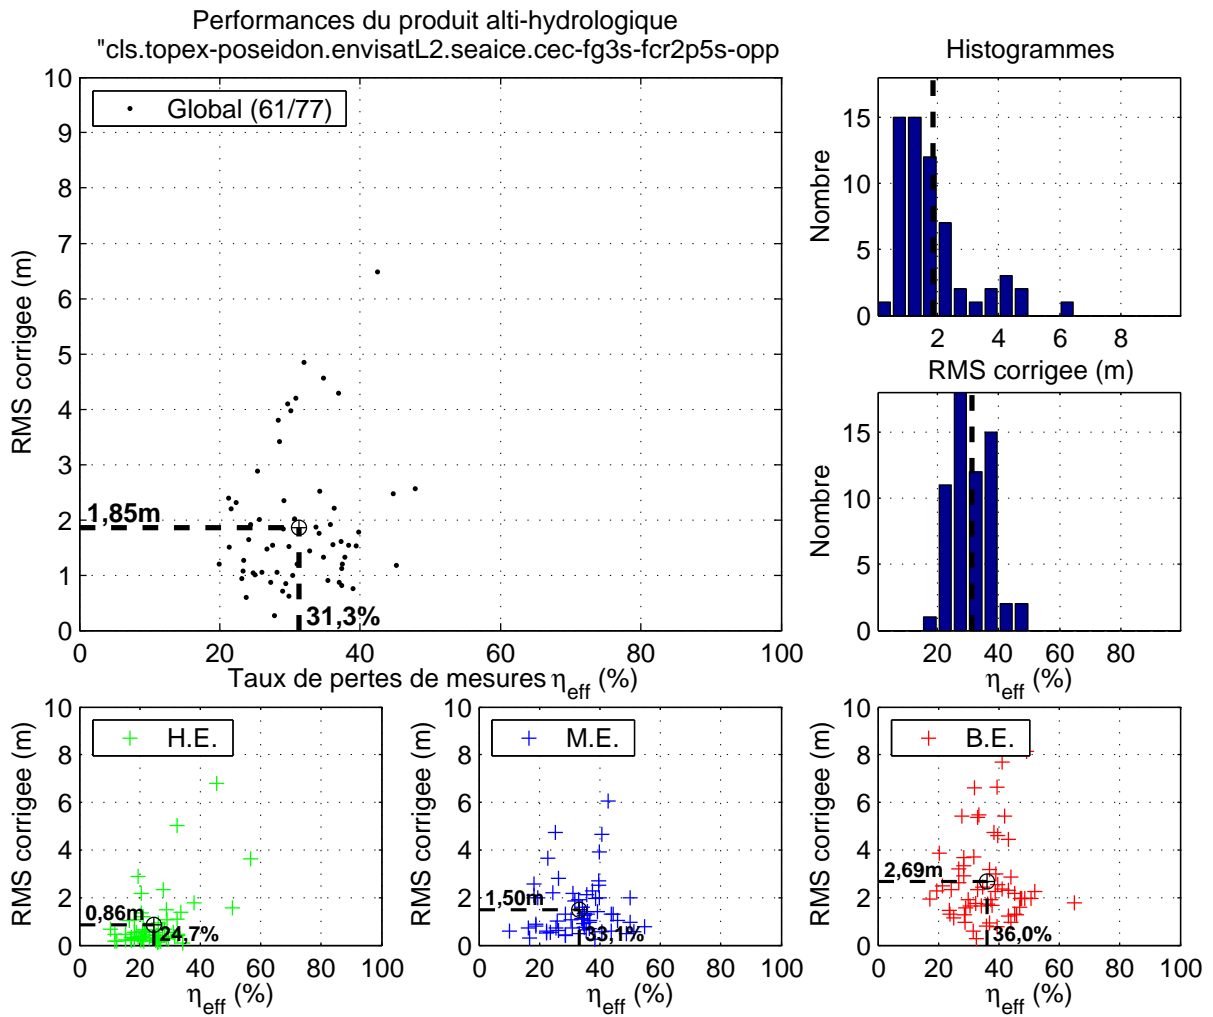 Performances du produit alti-hydrologique
"cls.topex-poseidon.envisatL2.seaice.cec-fg3s-fcr2p5s-opp
Histogrammes
Global (61/77)
10
9
8
7
6
5
4
3
2
1
0
RMS corrigee (m)
1,85m
31,3%
0 20 40 60 80 100
Taux de pertes de mesures ηeff (%)
15
10
5
0
Nombre
2 4 6 8
RMS corrigee (m)
15
10
5
0
Nombre
20 40 60 80
ηeff (%)
H.E.
10
8
6
4
2
0
RMS corrigee (m)
0,86m
24,7%
0 20 40 60 80 100
ηeff (%)
M.E.
10
8
6
4
2
0
RMS corrigee (m)
1,50m
33,1%
0 20 40 60 80 100
ηeff (%)
B.E.
10
8
6
4
2
0
RMS corrigee (m)
2,69m
36,0%
0 20 40 60 80 100
ηeff (%)